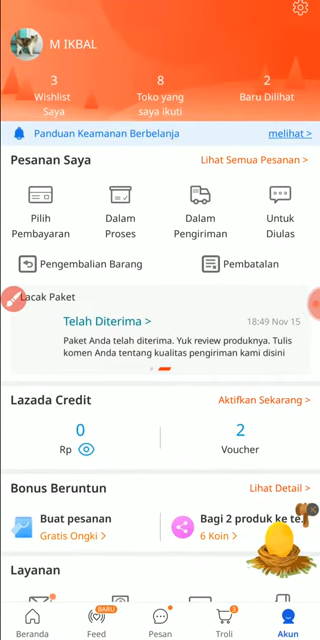 M IKBAL
3
8
2
Wishlist
Saya
Toko yang
saya ikuti
Baru Dilihat
Panduan Keamanan Berbelanja
melihat >
Pesanan Saya
Lihat Semua Pesanan >
Pilih
Pembayaran
Dalam
Proses
Dalam
Pengiriman
Untuk
Diulas
Pengembalian Barang
Pembatalan
Lacak Paket
Telah Diterima >
18:49 Nov 15
Paket Anda telah diterima. Yuk review produknya. Tulis
komen Anda tentang kualitas pengiriman kami disini
Lazada Credit
Aktifkan Sekarang >
0
Rp
2
Voucher
Bonus Beruntun
Lihat Detail >
Buat pesanan
Gratis Ongki >
Bagi 2 produk ke te..
6 Koin >
Layanan
BARU
3
Beranda
Feed
Pesan
Troli
Akun